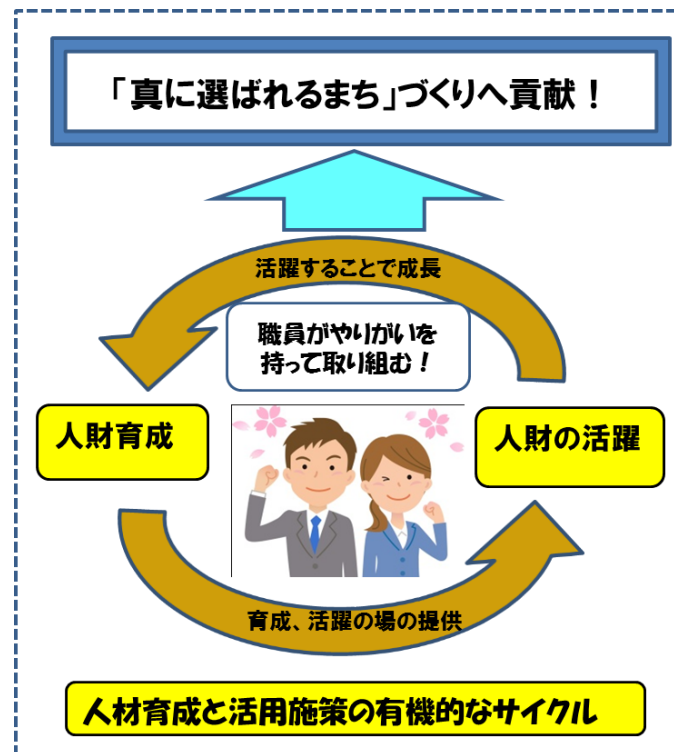 「真に選ばれるまち」づくりへ貢献！
活躍することで成長
職員がやりがいを
持って取り組む！
人財育成
人財の活躍
育成、活躍の場の提供
人材育成と活用施策の有機的なサイクル